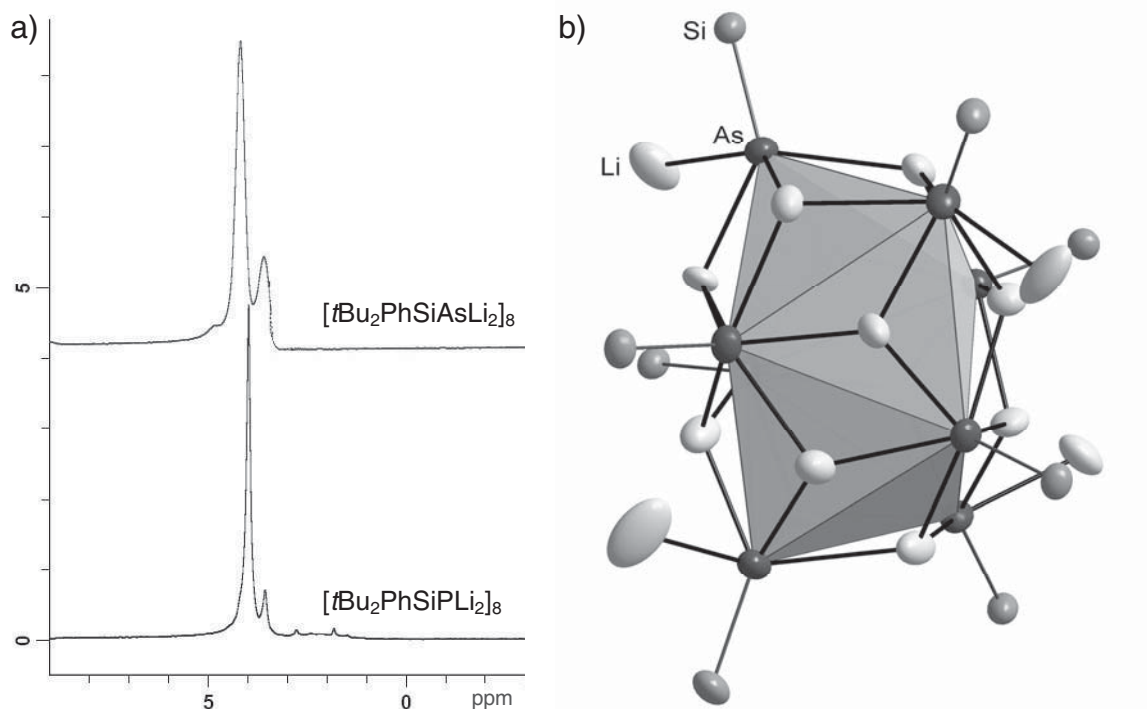 a)
5
[tBu₂PhSiAsLi₂]₈
[tBu₂PhSiPLi₂]₈
0
5
0
ppm
b)
Si
As
Li